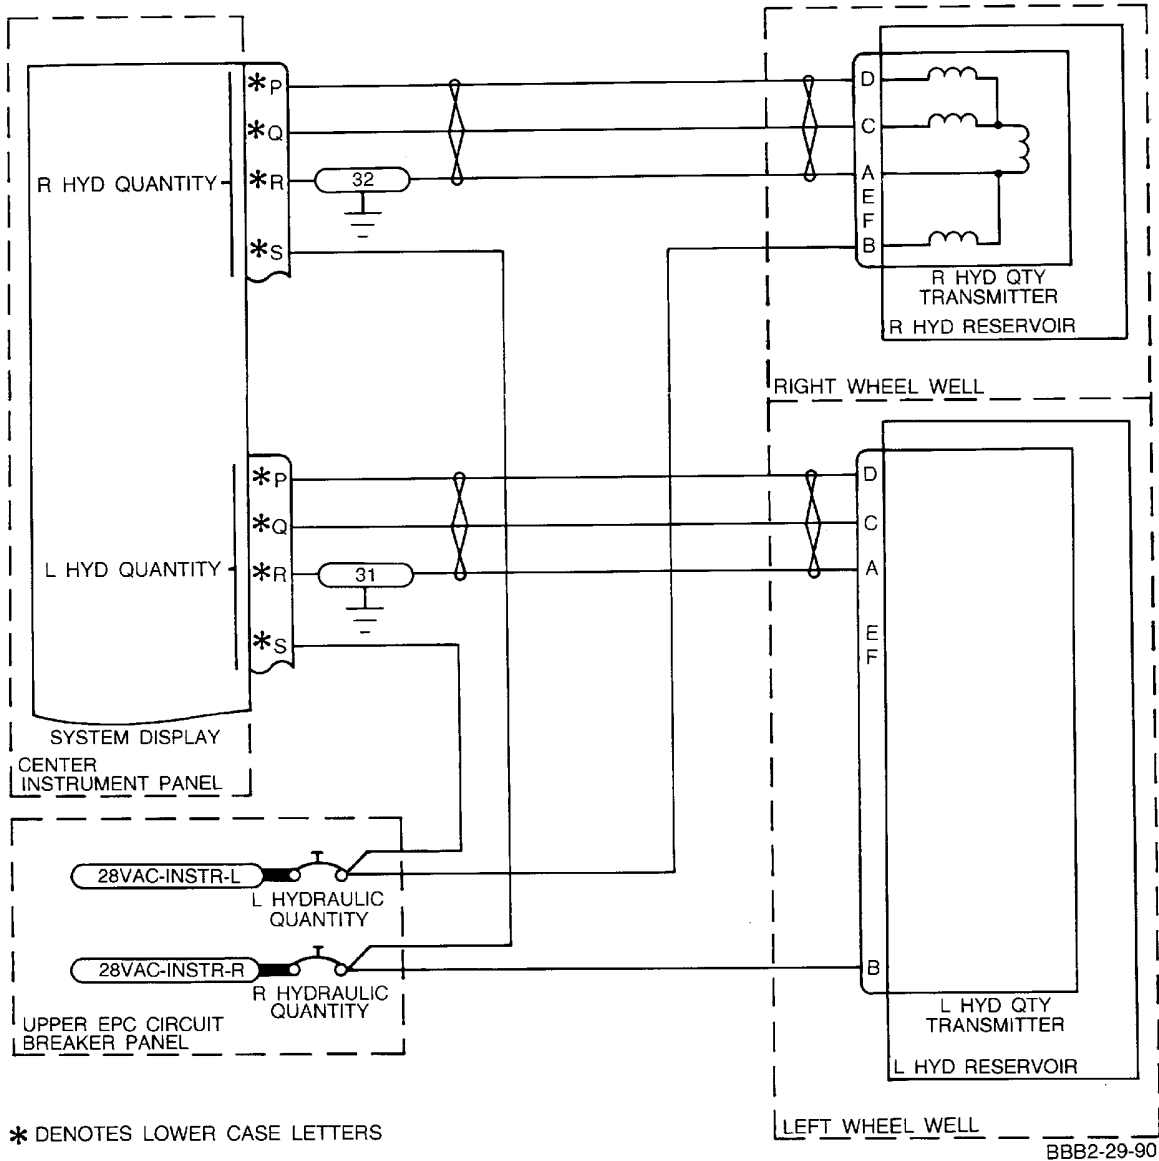 * P
* Q
R HYD QUANTITY
* R
32
* S
D
C
A
E
F
B
R HYD QTY
TRANSMITTER
R HYD RESERVOIR
RIGHT WHEEL WELL
* P
* Q
L HYD QUANTITY
* R
31
* S
D
C
A
E
F
B
L HYD QTY
TRANSMITTER
L HYD RESERVOIR
LEFT WHEEL WELL
SYSTEM DISPLAY
CENTER
INSTRUMENT PANEL
28VAC-INSTR-L
L HYDRAULIC
QUANTITY
28VAC-INSTR-R
R HYDRAULIC
QUANTITY
UPPER EPC CIRCUIT
BREAKER PANEL
* DENOTES LOWER CASE LETTERS
BBB2-29-90